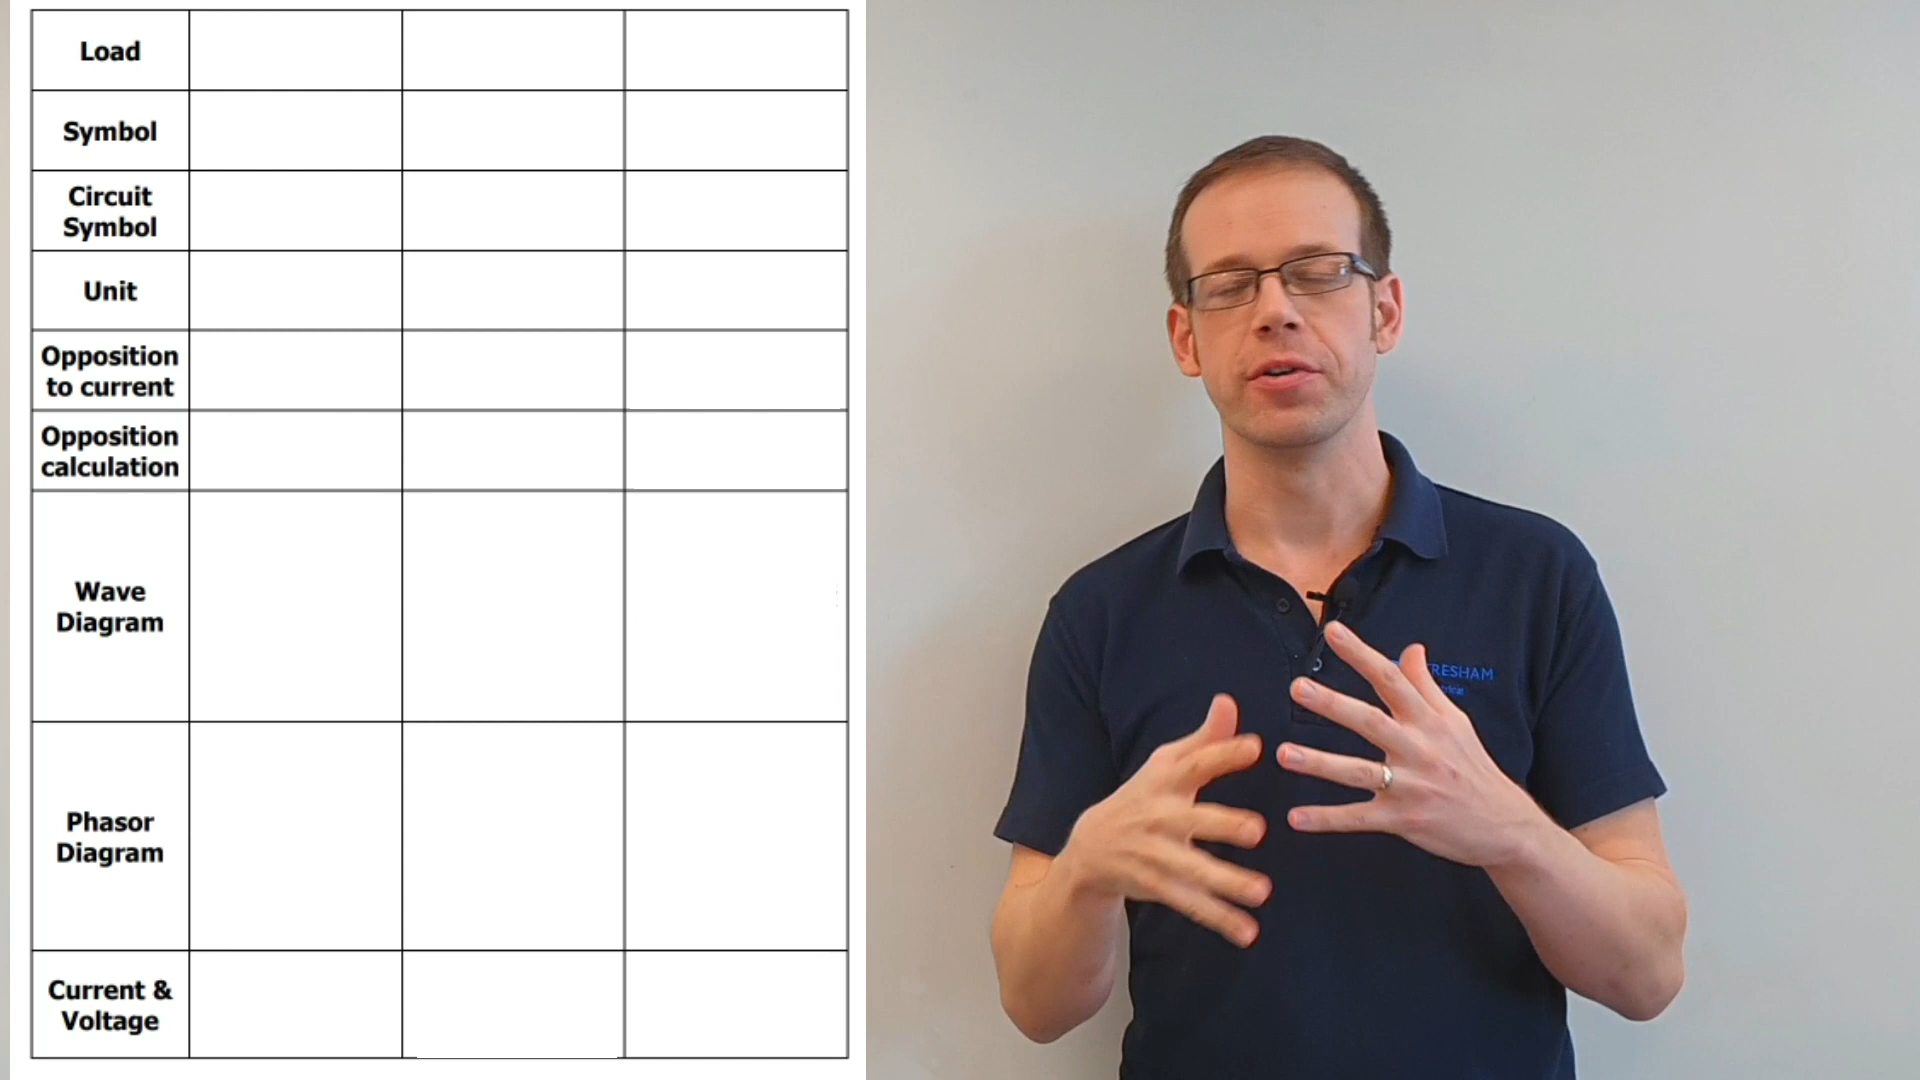 Load
Symbol
Circuit
Symbol
Unit
Opposition
to current
Opposition
calculation
Wave
Diagram
Phasor
Diagram
Current &
Voltage
RESHAM